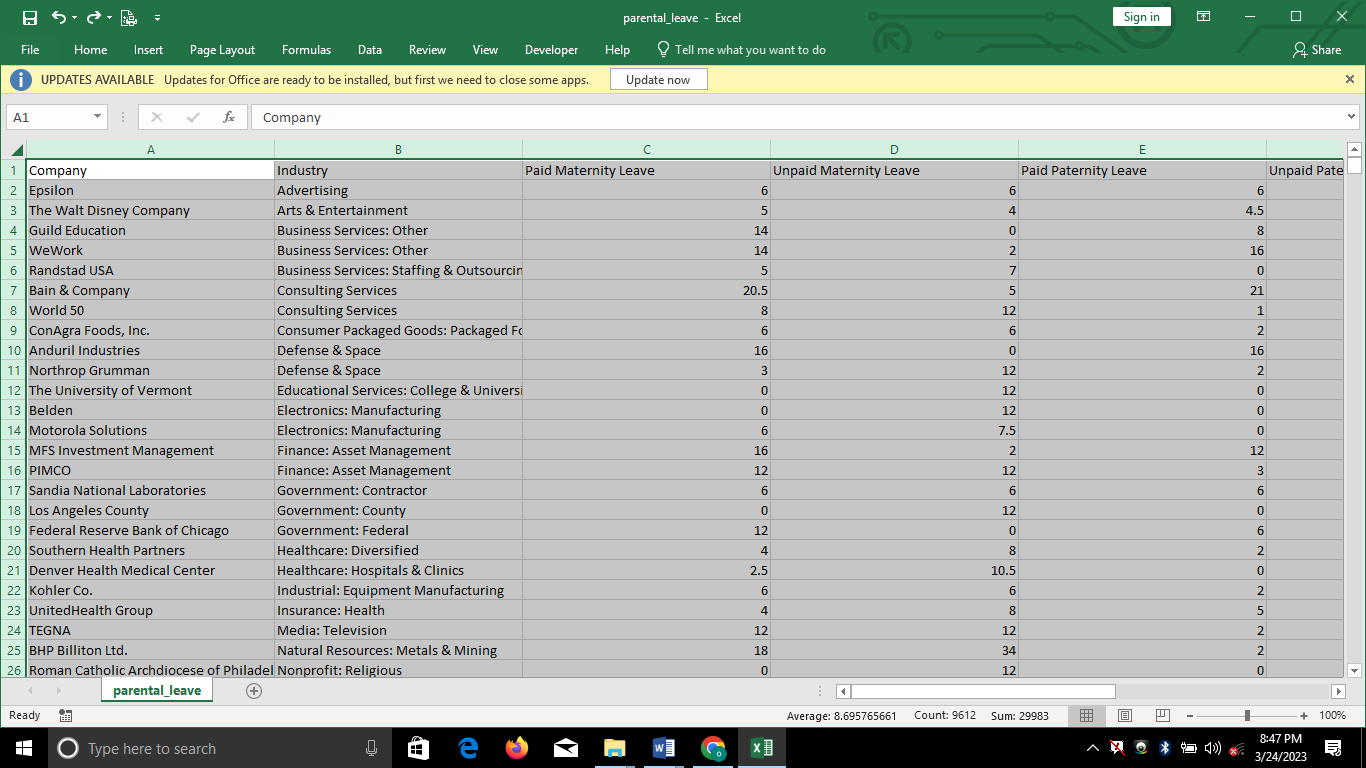 parental_leave - Excel
Sign in
File Home Insert Page Layout Formulas Data Review View Developer Help Tell me what you want to do Share
UPDATES AVAILABLE Updates for Office are ready to be installed, but first we need to close some apps. Update now
A1 fx Company
A B C D E
1 Company Industry Paid Maternity Leave Unpaid Maternity Leave Paid Paternity Leave Unpaid Pate
2 Epsilon Advertising 6 6 6
3 The Walt Disney Company Arts & Entertainment 5 4 4.5
4 Guild Education Business Services: Other 14 0 8
5 WeWork Business Services: Other 14 2 16
6 Randstad USA Business Services: Staffing & Outsourcin 5 7 0
7 Bain & Company Consulting Services 20.5 5 21
8 World 50 Consulting Services 8 12 1
9 ConAgra Foods, Inc. Consumer Packaged Goods: Packaged Fo 6 6 2
10 Anduril Industries Defense & Space 16 0 16
11 Northrop Grumman Defense & Space 3 12 2
12 The University of Vermont Educational Services: College & Universi 0 12 0
13 Belden Electronics: Manufacturing 0 12 0
14 Motorola Solutions Electronics: Manufacturing 6 7.5 0
15 MFS Investment Management Finance: Asset Management 16 2 12
16 PIMCO Finance: Asset Management 12 12 3
17 Sandia National Laboratories Government: Contractor 6 6 6
18 Los Angeles County Government: County 0 12 0
19 Federal Reserve Bank of Chicago Government: Federal 12 0 6
20 Southern Health Partners Healthcare: Diversified 4 8 2
21 Denver Health Medical Center Healthcare: Hospitals & Clinics 2.5 10.5 0
22 Kohler Co. Industrial: Equipment Manufacturing 6 6 2
23 UnitedHealth Group Insurance: Health 4 8 5
24 TEGNA Media: Television 12 12 2
25 BHP Billiton Ltd. Natural Resources: Metals & Mining 18 34 2
26 Roman Catholic Archdiocese of Philadel Nonprofit: Religious 0 12 0
parental_leave
Ready Average: 8.695765661 Count: 9612 Sum: 29983 100%
Type here to search
8:47 PM
3/24/2023